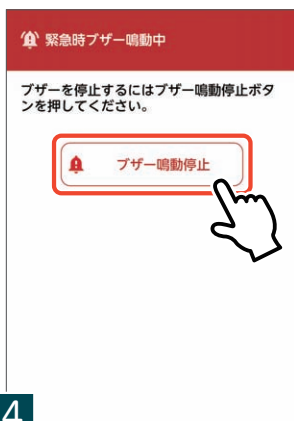 緊急時ブザー鳴動中
ブザーを停止するにはブザー鳴動停止ボタ
ンを押してください。
ブザー鳴動停止
4